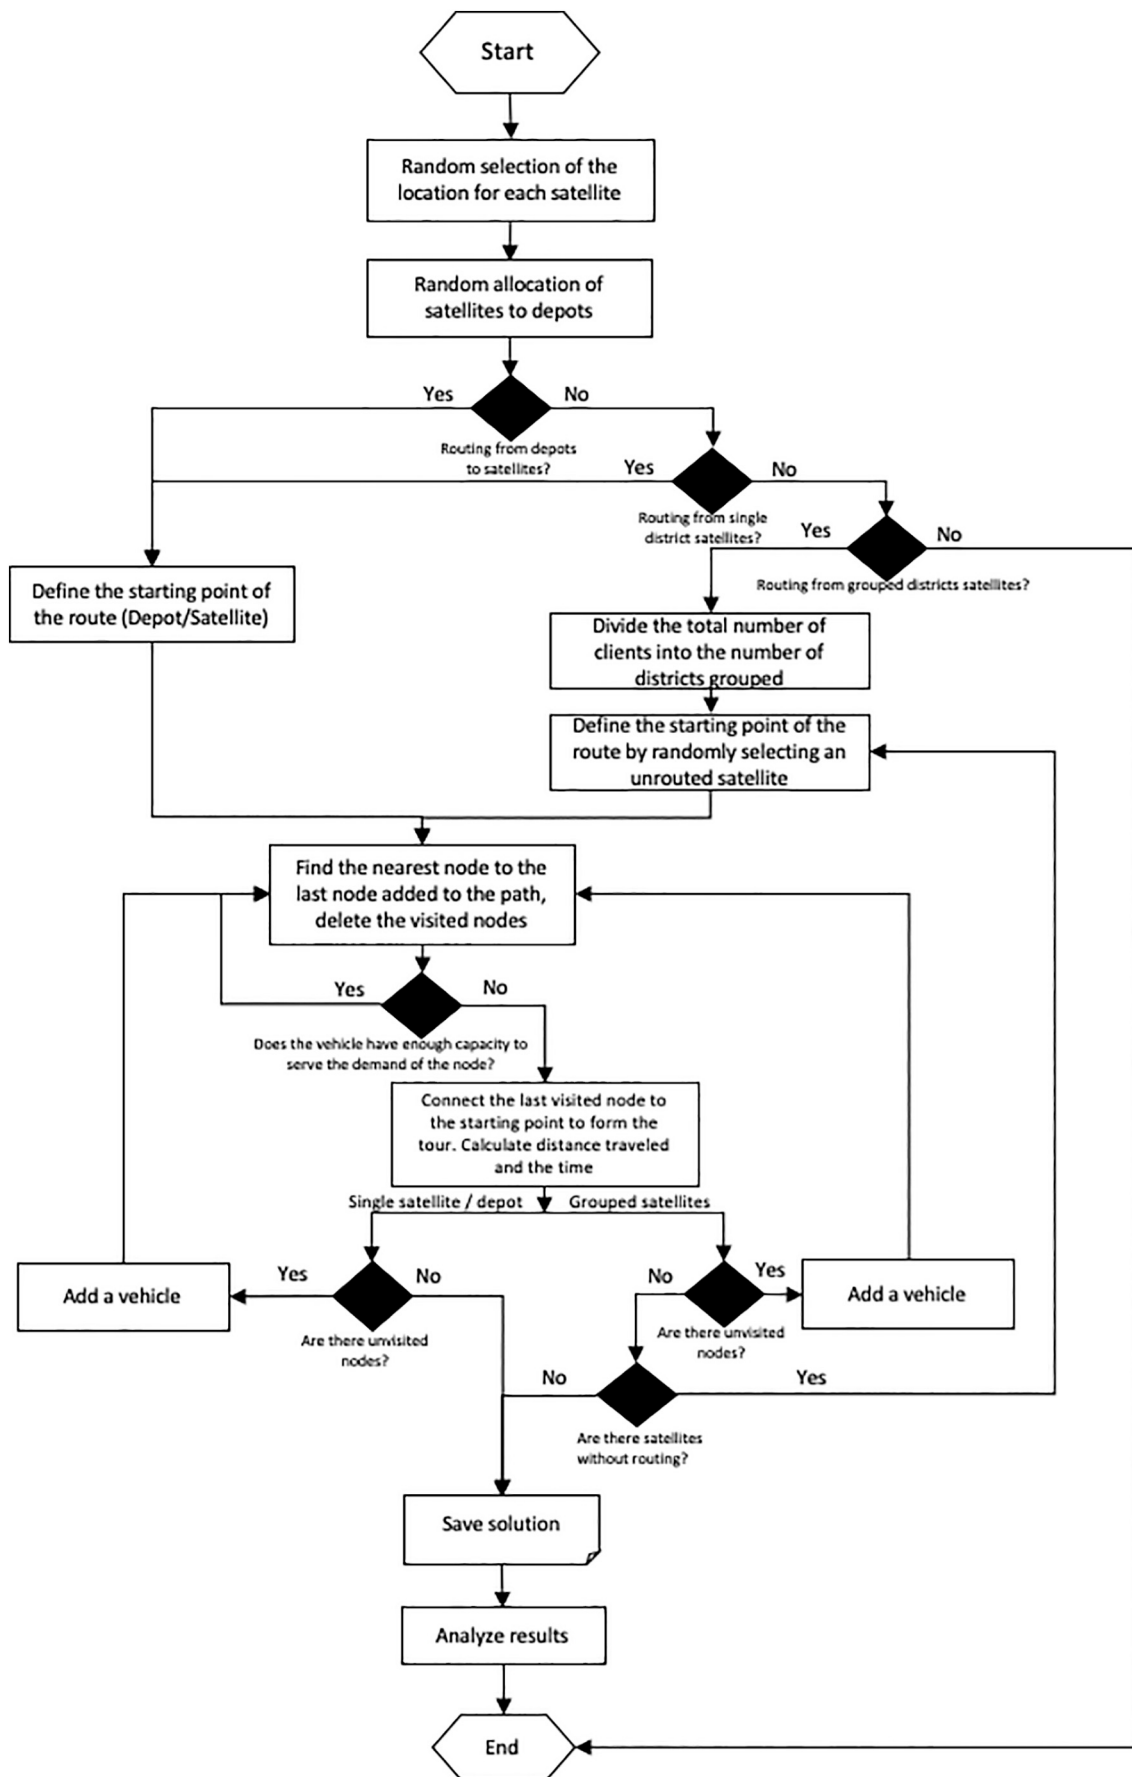 Start
Random selection of the
location for each satellite
Random allocation of
satellites to depots
Yes
No
Routing from depots
to satellites?
Yes
No
Routing from single
district satellites?
Yes
No
Routing from grouped districts satellites?
Define the starting point of
the route (Depot/Satellite)
Divide the total number of
clients into the number of
districts grouped
Define the starting point of the
route by randomly selecting an
unrouted satellite
Find the nearest node to the
last node added to the path,
delete the visited nodes
Yes
No
Does the vehicle have enough capacity to
serve the demand of the node?
Connect the last visited node to
the starting point to form the
tour. Calculate distance traveled
and the time
Single satellite / depot
Grouped satellites
Add a vehicle
Yes
No
Are there unvisited
nodes?
No
Yes
Are there unvisited
nodes?
Add a vehicle
No
Yes
Are there satellites
without routing?
Save solution
Analyze results
End